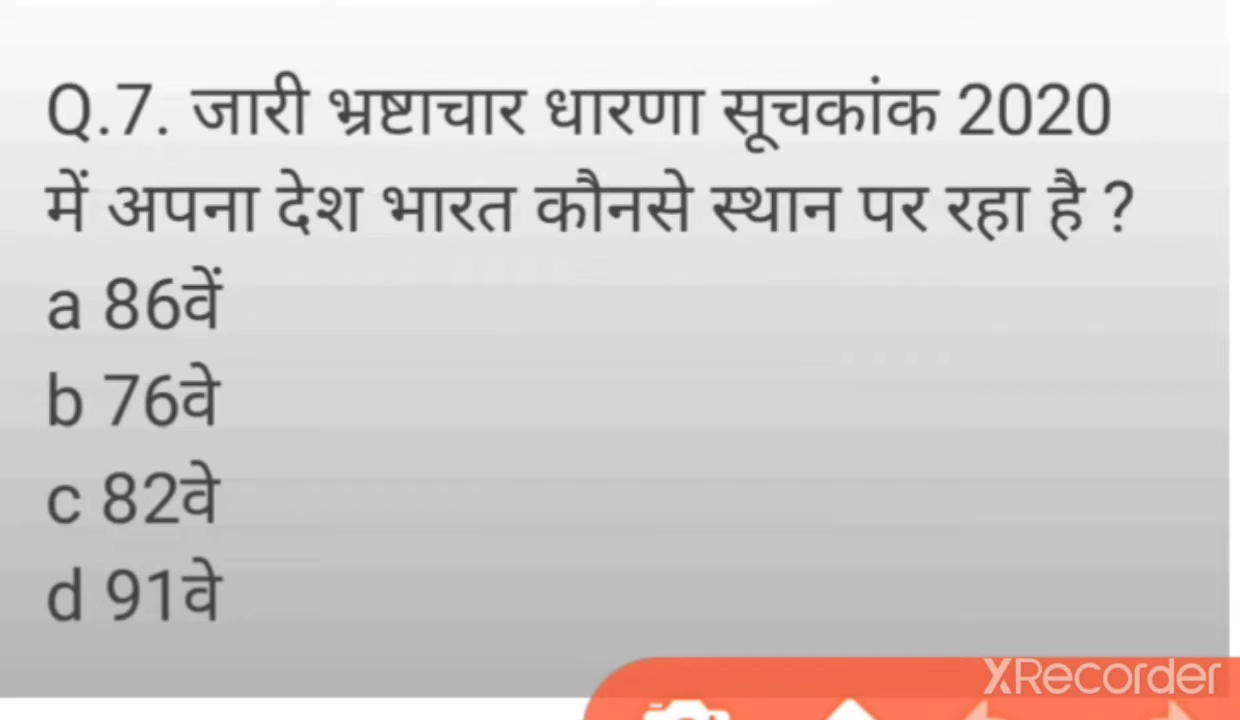 Q.7. जारी भ्रष्टाचार धारणा सूचकांक 2020
में अपना देश भारत कौनसे स्थान पर रहा है ?
a 86वें
b 76वे
c 82वे
d 91वे
XRecorder